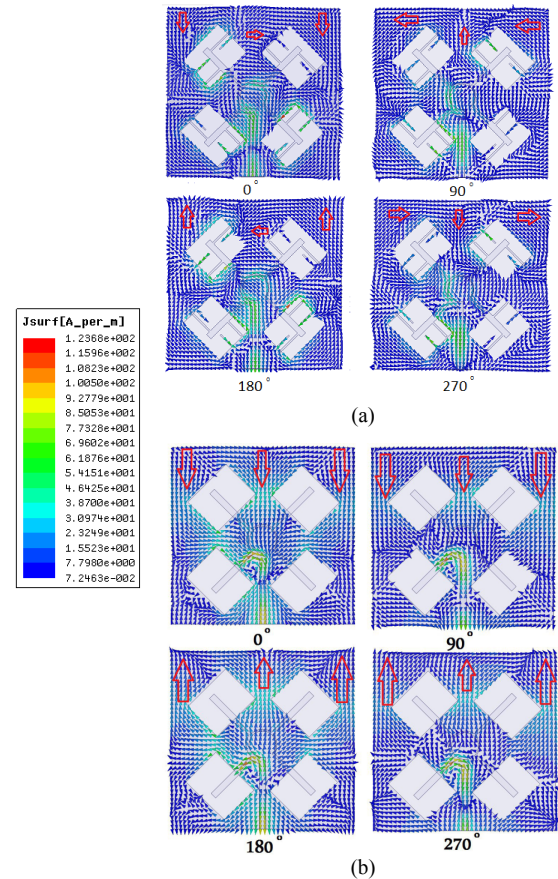 0°
90°
180°
270°
(a)
Jsurf[A_per_m]
1.2368e+002
1.1596e+002
1.0823e+002
1.0050e+002
9.2779e+001
8.5053e+001
7.7328e+001
6.9602e+001
6.1876e+001
5.4151e+001
4.6425e+001
3.8700e+001
3.0974e+001
2.3249e+001
1.5523e+001
7.7980e+000
7.2463e-002
0°
90°
180°
270°
(b)